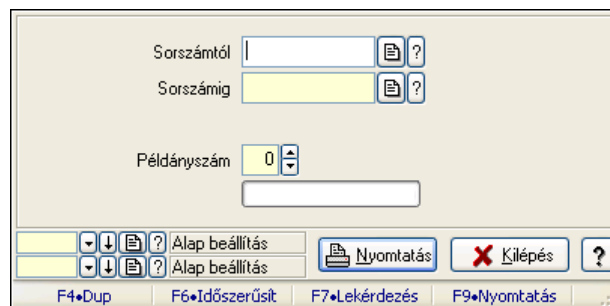 Sorszámtól ?
Sorszámig ?
Példányszám 0
? Alap beállítás
? Alap beállítás
Nyomtatás Kilépés ?
F4•Dup F6•Időszerűsít F7•Lekérdezés F9•Nyomtatás